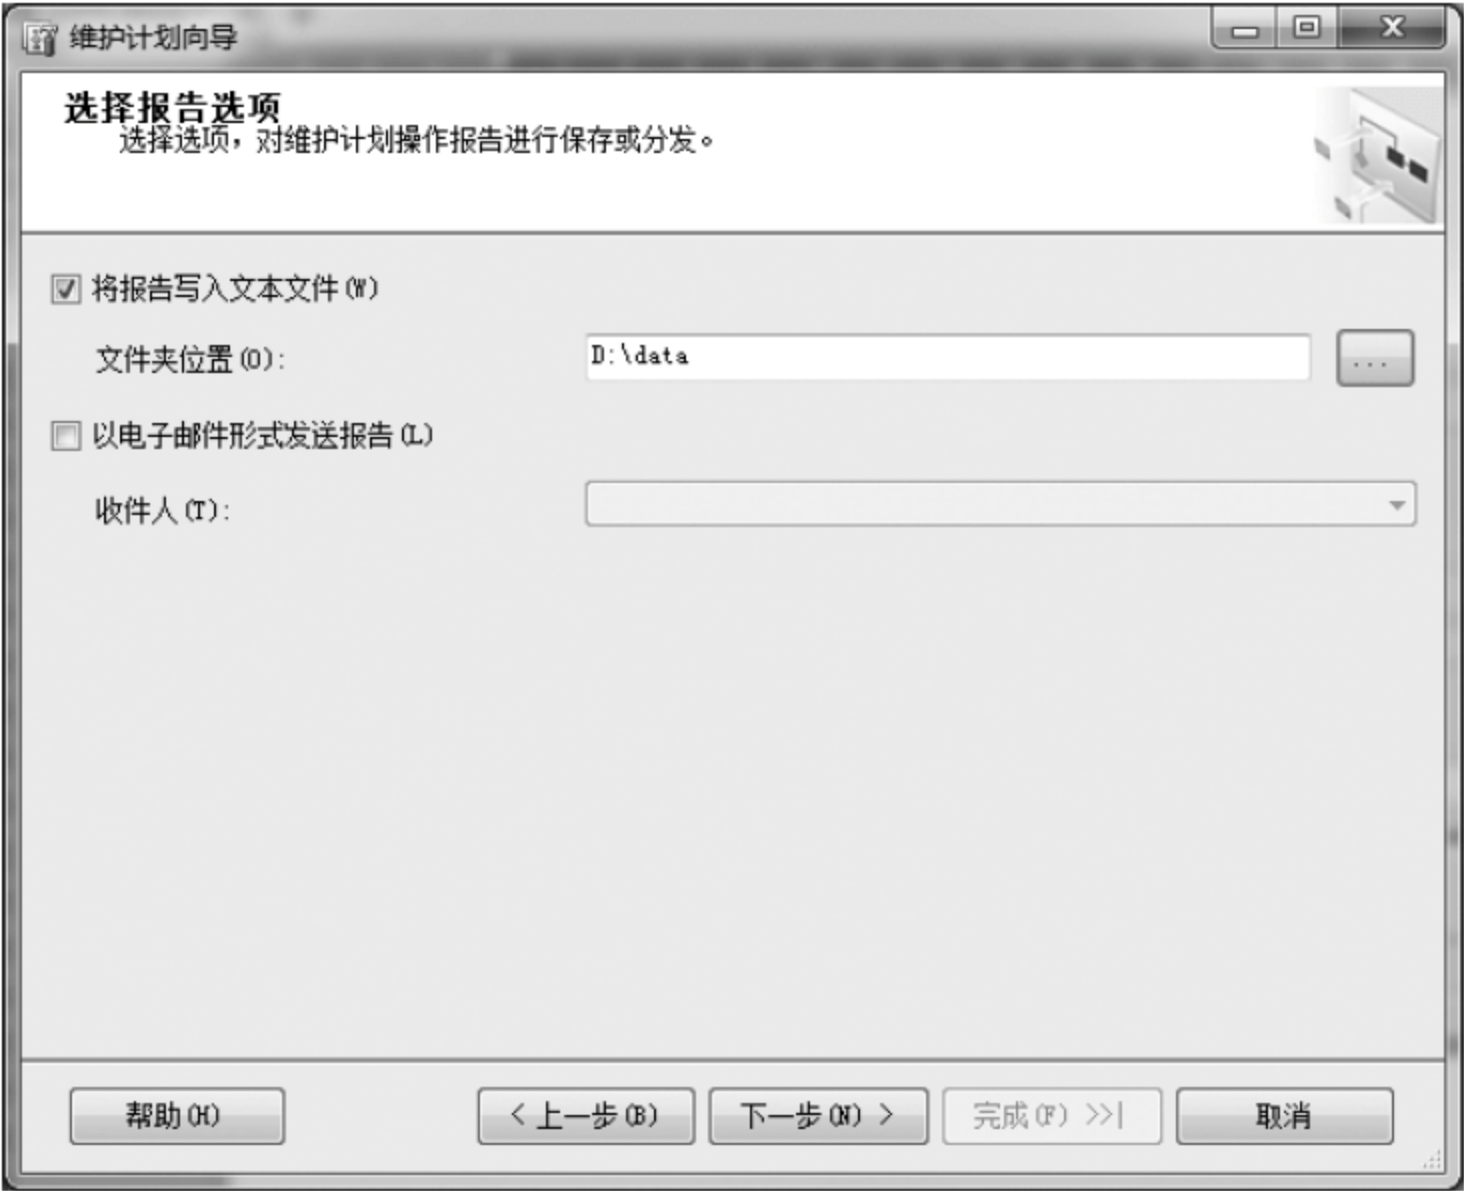 维护计划向导
选择报告选项
选择选项，对维护计划操作报告进行保存或分发。
将报告写入文本文件(W)
文件夹位置(O):
D:\data
...
以电子邮件形式发送报告(L)
收件人(T):
帮助(H)
< 上一步(B)
下一步(N) >
完成(F) >>|
取消